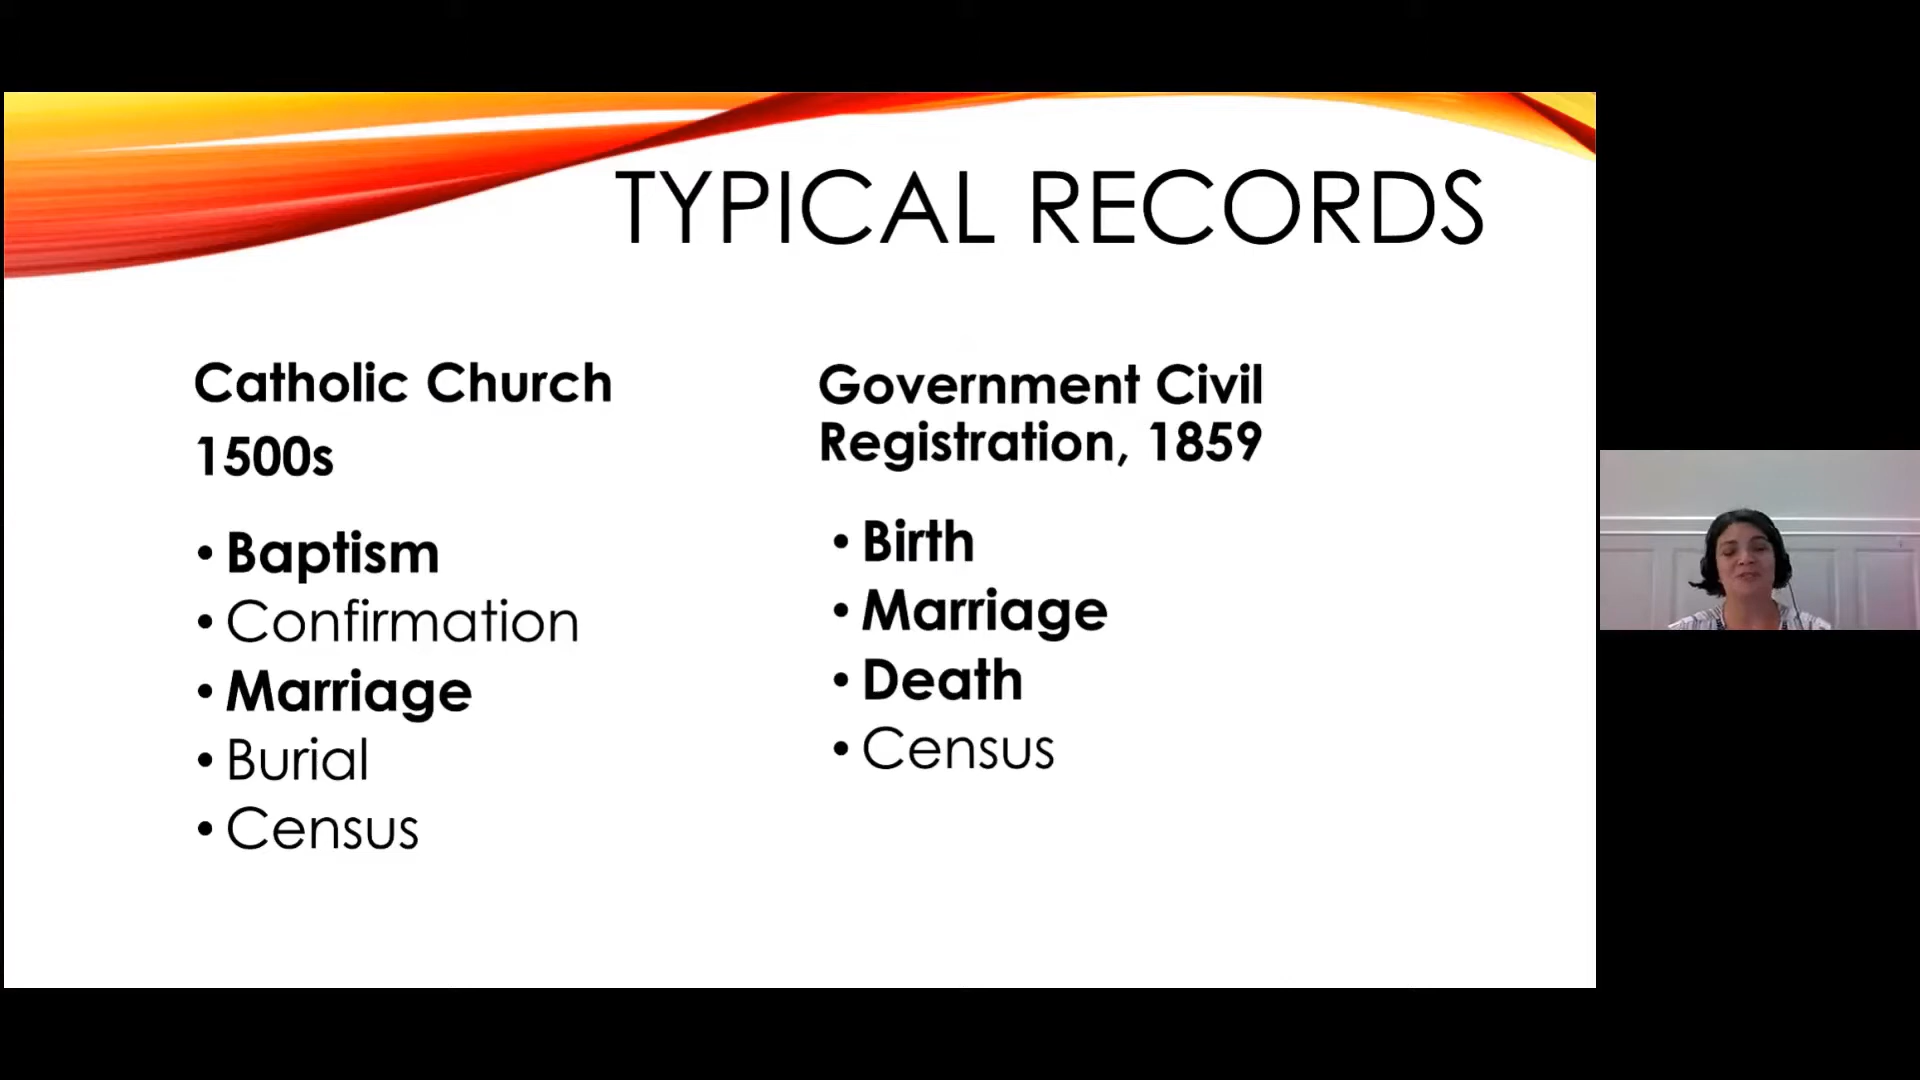 TYPICAL RECORDS
Catholic Church
1500s
• Baptism
• Confirmation
• Marriage
• Burial
• Census
Government Civil
Registration, 1859
• Birth
• Marriage
• Death
• Census